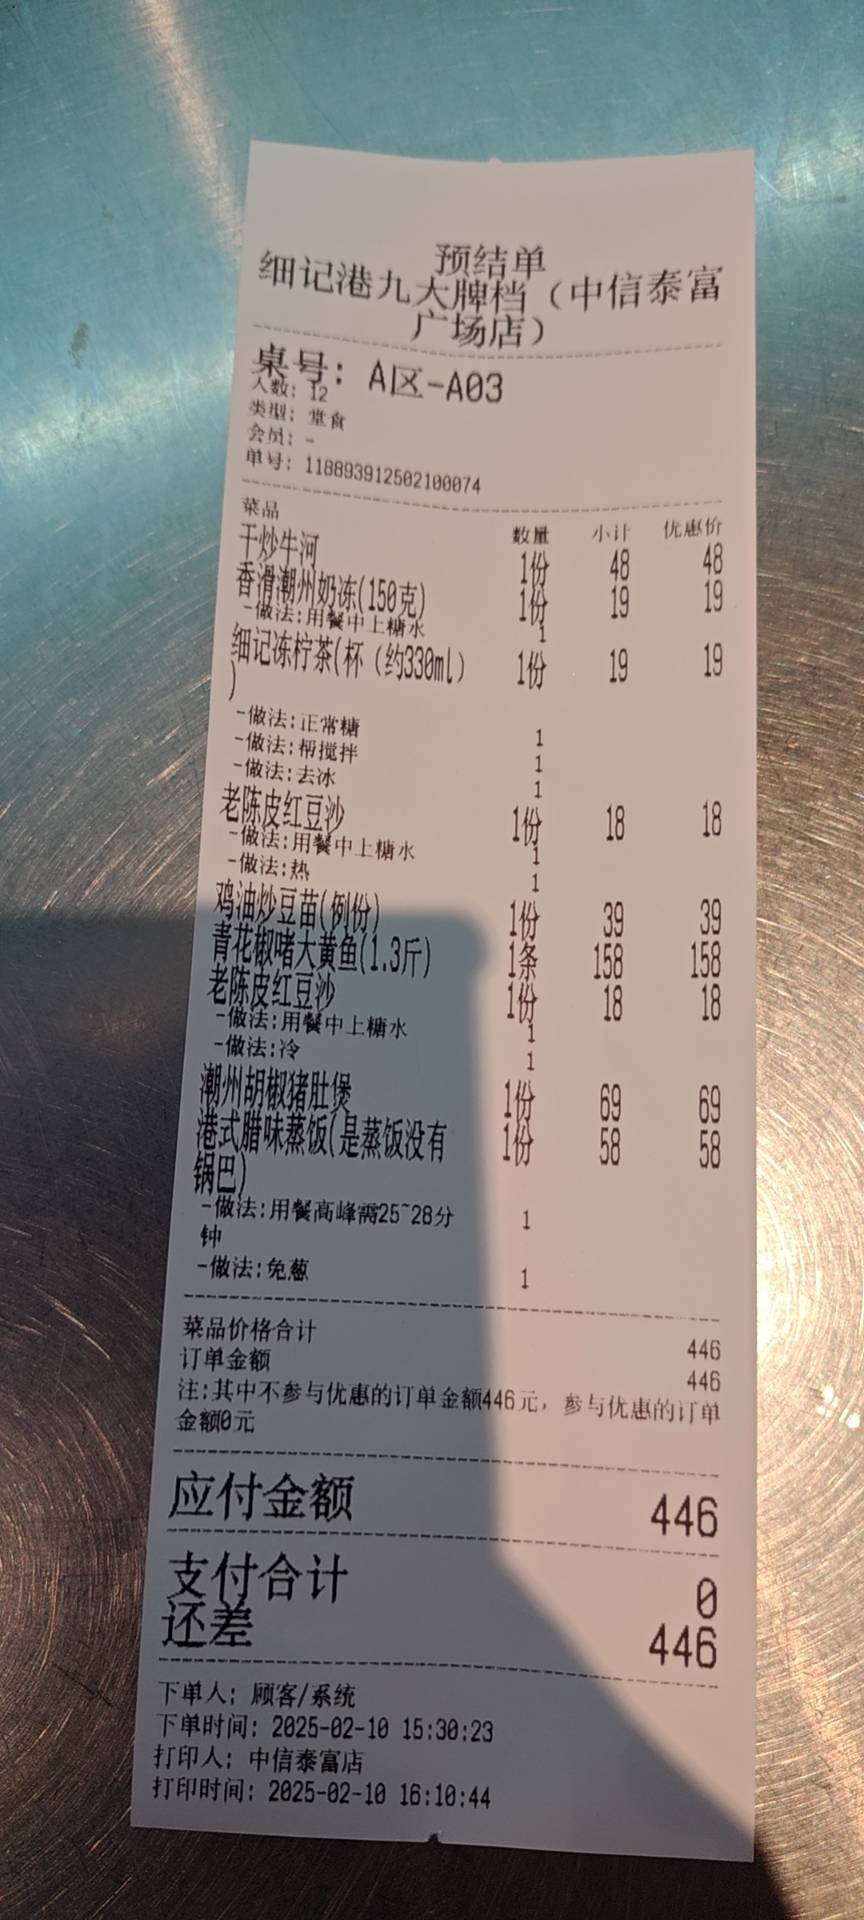 预结单
细记港九大牌档（中信泰富
广场店）
桌号: A区-A03
人数: 12
类型: 堂食
会员: -
单号: 118893912502100074
菜品 数量 小计 优惠价
干炒牛河 1份 48 48
香滑潮州奶冻(150克) 1份 19 19
-做法:用餐中上糖水 1
细记冻柠茶(杯（约330ml） 1份 19 19
)
-做法:正常糖 1
-做法:帮搅拌 1
-做法:去冰 1
老陈皮红豆沙 1份 18 18
-做法:用餐中上糖水 1
-做法:热 1
鸡油炒豆苗(例份) 1份 39 39
青花椒啫大黄鱼(1.3斤) 1条 158 158
老陈皮红豆沙 1份 18 18
-做法:用餐中上糖水 1
-做法:冷 1
潮州胡椒猪肚煲 1份 69 69
港式腊味蒸饭(是蒸饭没有 1份 58 58
锅巴)
-做法:用餐高峰需25~28分 1
钟
-做法:免葱 1
菜品价格合计 446
订单金额 446
注:其中不参与优惠的订单金额446元，参与优惠的订单
金额0元
应付金额 446
支付合计 0
还差 446
下单人: 顾客/系统
下单时间: 2025-02-10 15:30:23
打印人: 中信泰富店
打印时间: 2025-02-10 16:10:44